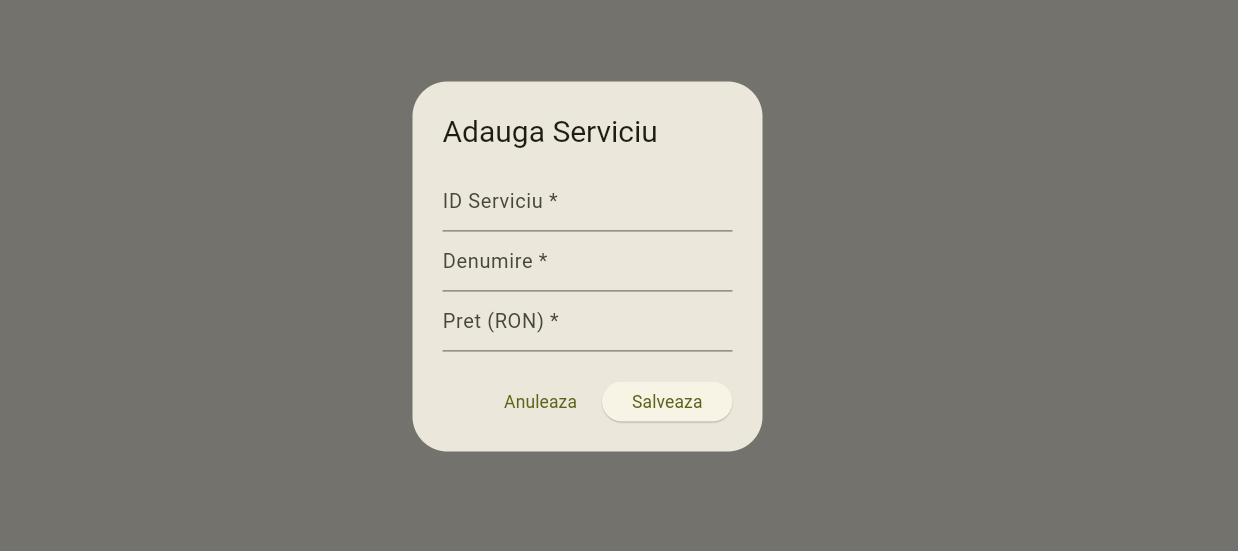 Adauga Serviciu
ID Serviciu *
Denumire *
Pret (RON) *
Anuleaza Salveaza